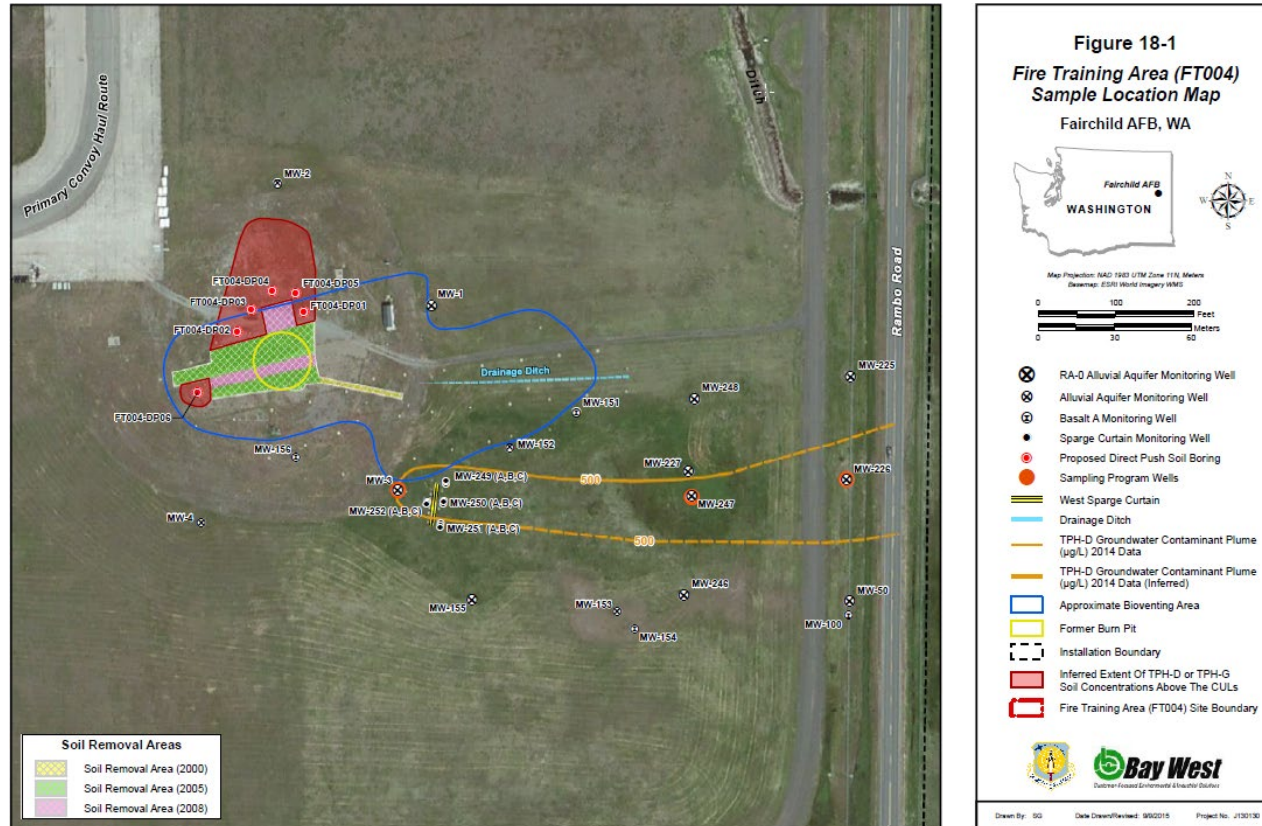 Primary Convoy Haul Route
Ditch
Rambo Road
MW-2
FT004-DP04
FT004-DP05
FT004-DP03
FT004-DP01
FT004-DP02
FT004-DP06
MW-1
Drainage Ditch
MW-225
MW-248
MW-151
MW-152
MW-156
MW-3
MW-249 (A,B,C)
MW-250 (A,B,C)
MW-252 (A,B,C)
MW-251 (A,B,C)
500
500
MW-227
MW-247
MW-226
MW-4
MW-155
MW-153
MW-246
MW-154
MW-50
MW-100
Soil Removal Areas
Soil Removal Area (2000)
Soil Removal Area (2005)
Soil Removal Area (2008)
Figure 18-1
Fire Training Area (FT004)
Sample Location Map
Fairchild AFB, WA
Fairchild AFB
WASHINGTON
N
W E
S
Map Projection: NAD 1983 UTM Zone 11N, Meters
Basemap: ESRI World Imagery WMS
0 100 200
Feet
Meters
0 30 60
RA-0 Alluvial Aquifer Monitoring Well
Alluvial Aquifer Monitoring Well
Basalt A Monitoring Well
Sparge Curtain Monitoring Well
Proposed Direct Push Soil Boring
Sampling Program Wells
West Sparge Curtain
Drainage Ditch
TPH-D Groundwater Contaminant Plume
(µg/L) 2014 Data
TPH-D Groundwater Contaminant Plume
(µg/L) 2014 Data (Inferred)
Approximate Bioventing Area
Former Burn Pit
Installation Boundary
Inferred Extent Of TPH-D or TPH-G
Soil Concentrations Above The CULs
Fire Training Area (FT004) Site Boundary
Bay West
Customer-Focused Environmental & Industrial Solutions
Drawn By: SG Date Drawn/Revised: 9/9/2015 Project No. J130130